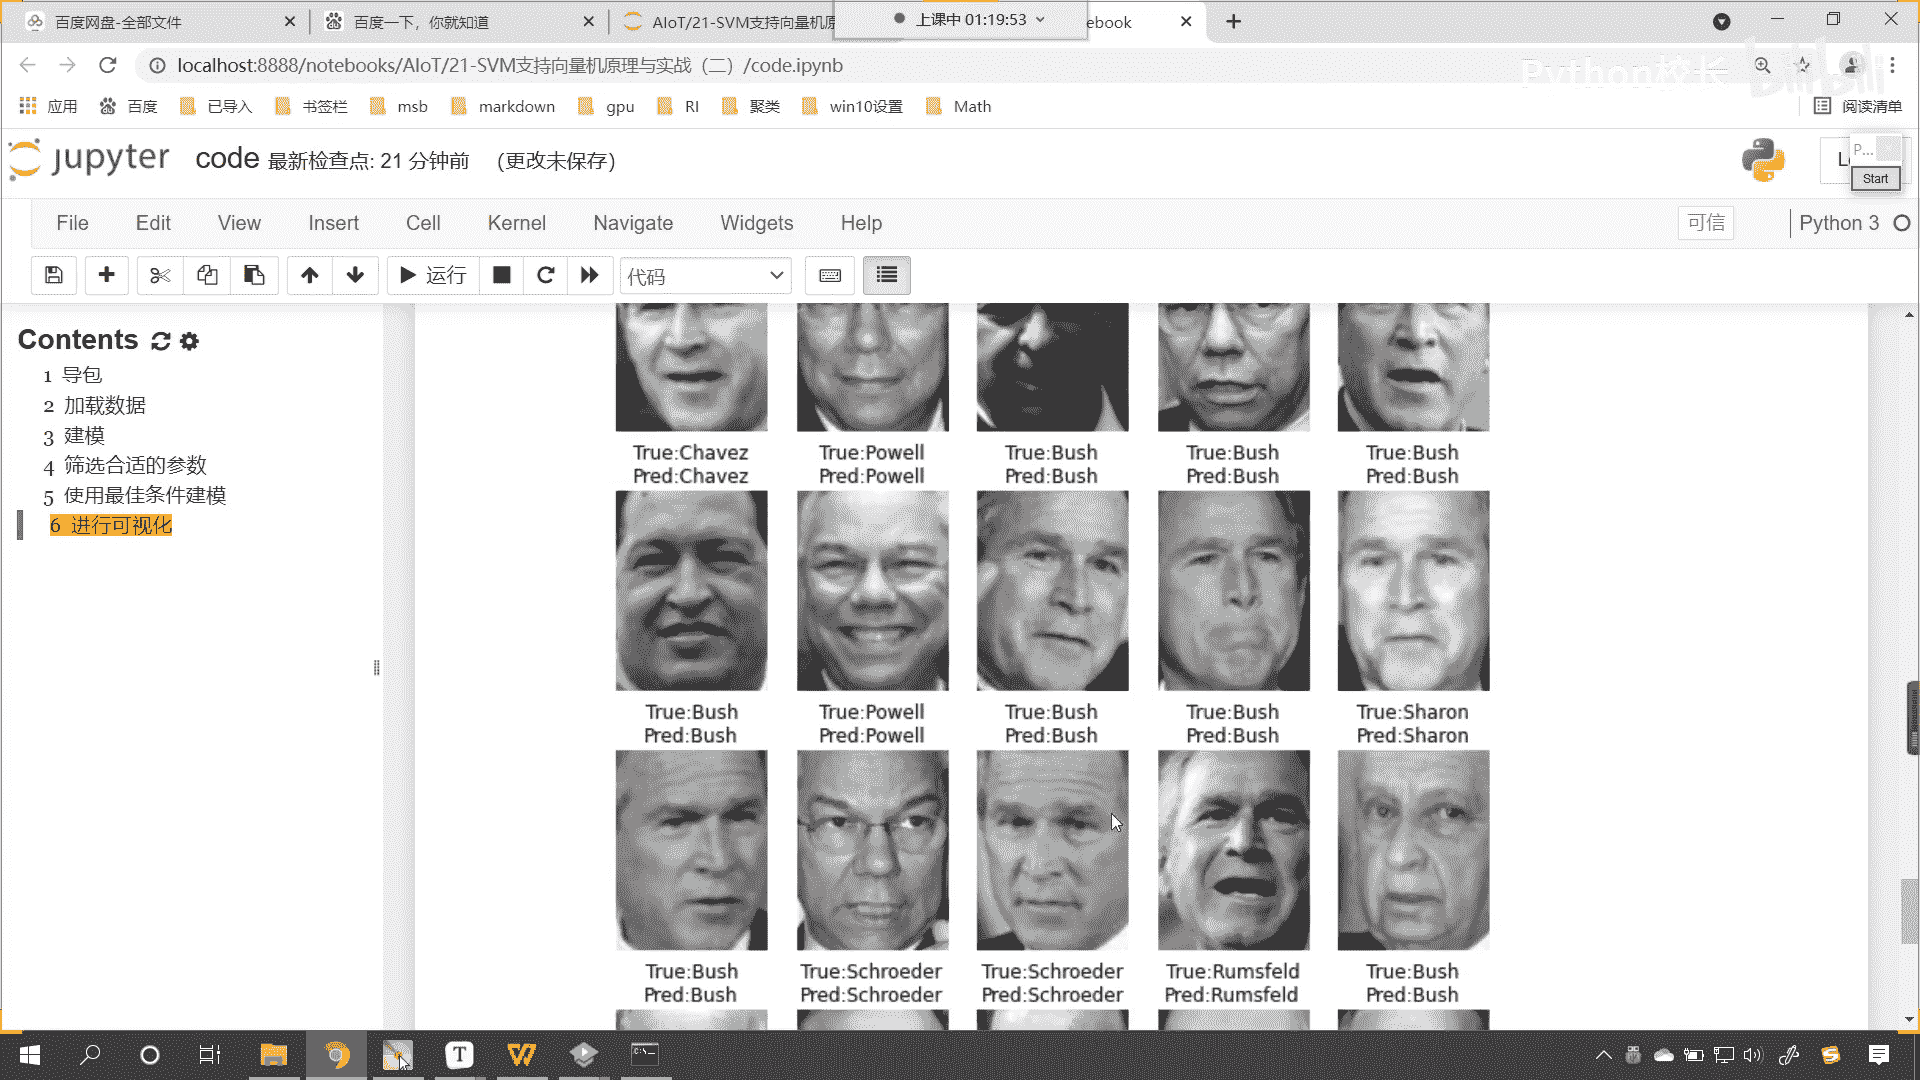 百度网盘-全部文件
百度一下，你就知道
AIoT/21-SVM支持向量机原
上课中 01:19:53
ebook
localhost:8888/notebooks/AIoT/21-SVM支持向量机原理与实战（二）/code.ipynb
Python校长
bilibili
应用
百度
已导入
书签栏
msb
markdown
gpu
RI
聚类
win10设置
Math
阅读清单
jupyter
code 最新检查点: 21 分钟前 （更改未保存）
P...
Start
File Edit View Insert Cell Kernel Navigate Widgets Help
可信
Python 3
运行
代码
Contents
1 导包
2 加载数据
3 建模
4 筛选合适的参数
5 使用最佳条件建模
6 进行可视化
True:Chavez True:Powell True:Bush True:Bush True:Bush
Pred:Chavez Pred:Powell Pred:Bush Pred:Bush Pred:Bush
True:Bush True:Powell True:Bush True:Bush True:Sharon
Pred:Bush Pred:Powell Pred:Bush Pred:Bush Pred:Sharon
True:Bush True:Schroeder True:Schroeder True:Rumsfeld True:Bush
Pred:Bush Pred:Schroeder Pred:Schroeder Pred:Rumsfeld Pred:Bush